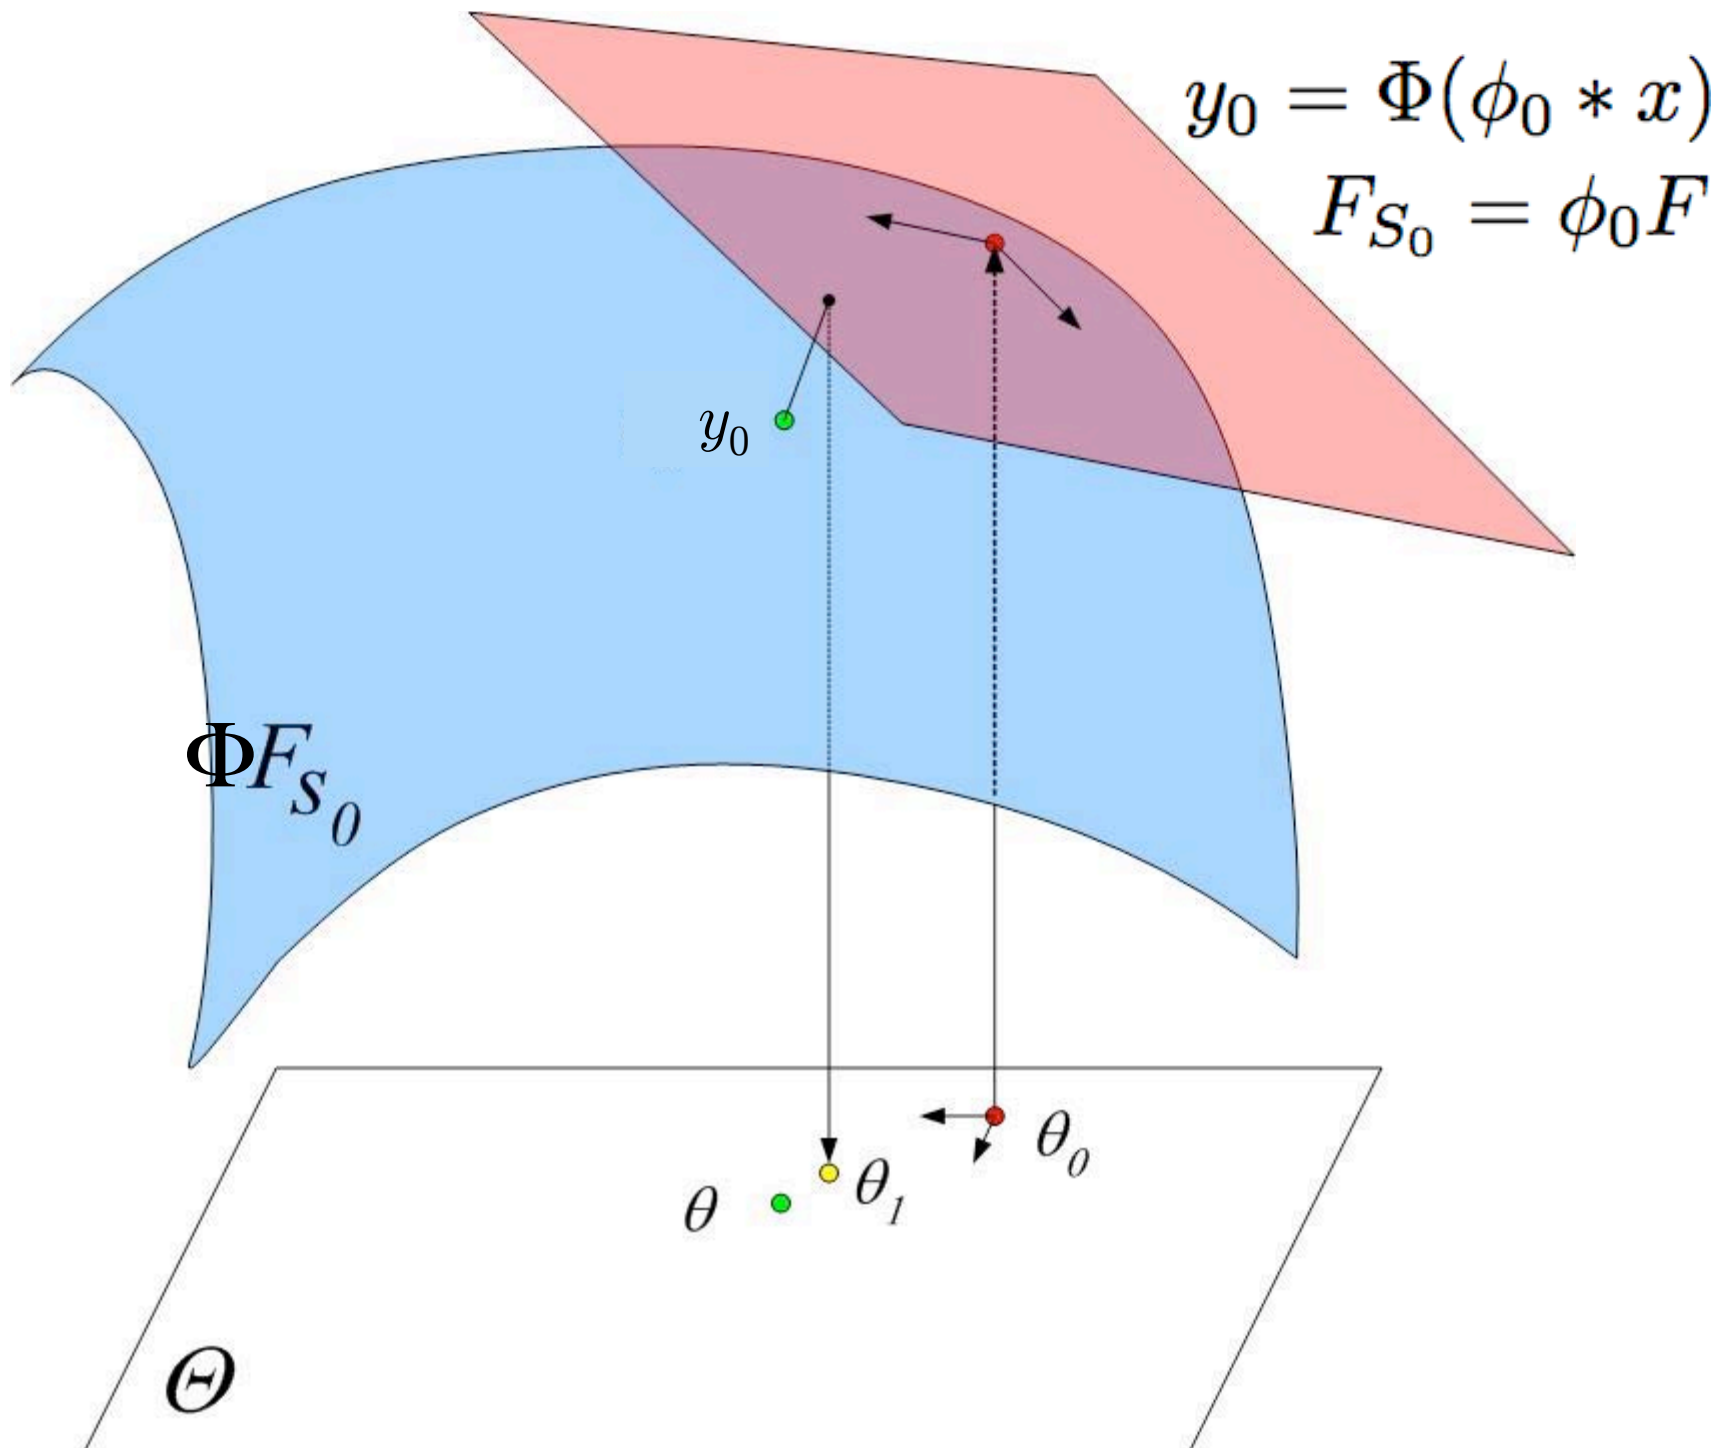 y₀ = Φ(ϕ₀ * x)
F_{S₀} = ϕ₀F
y₀
ΦF_{s₀}
θ₀
θ₁
θ
Θ